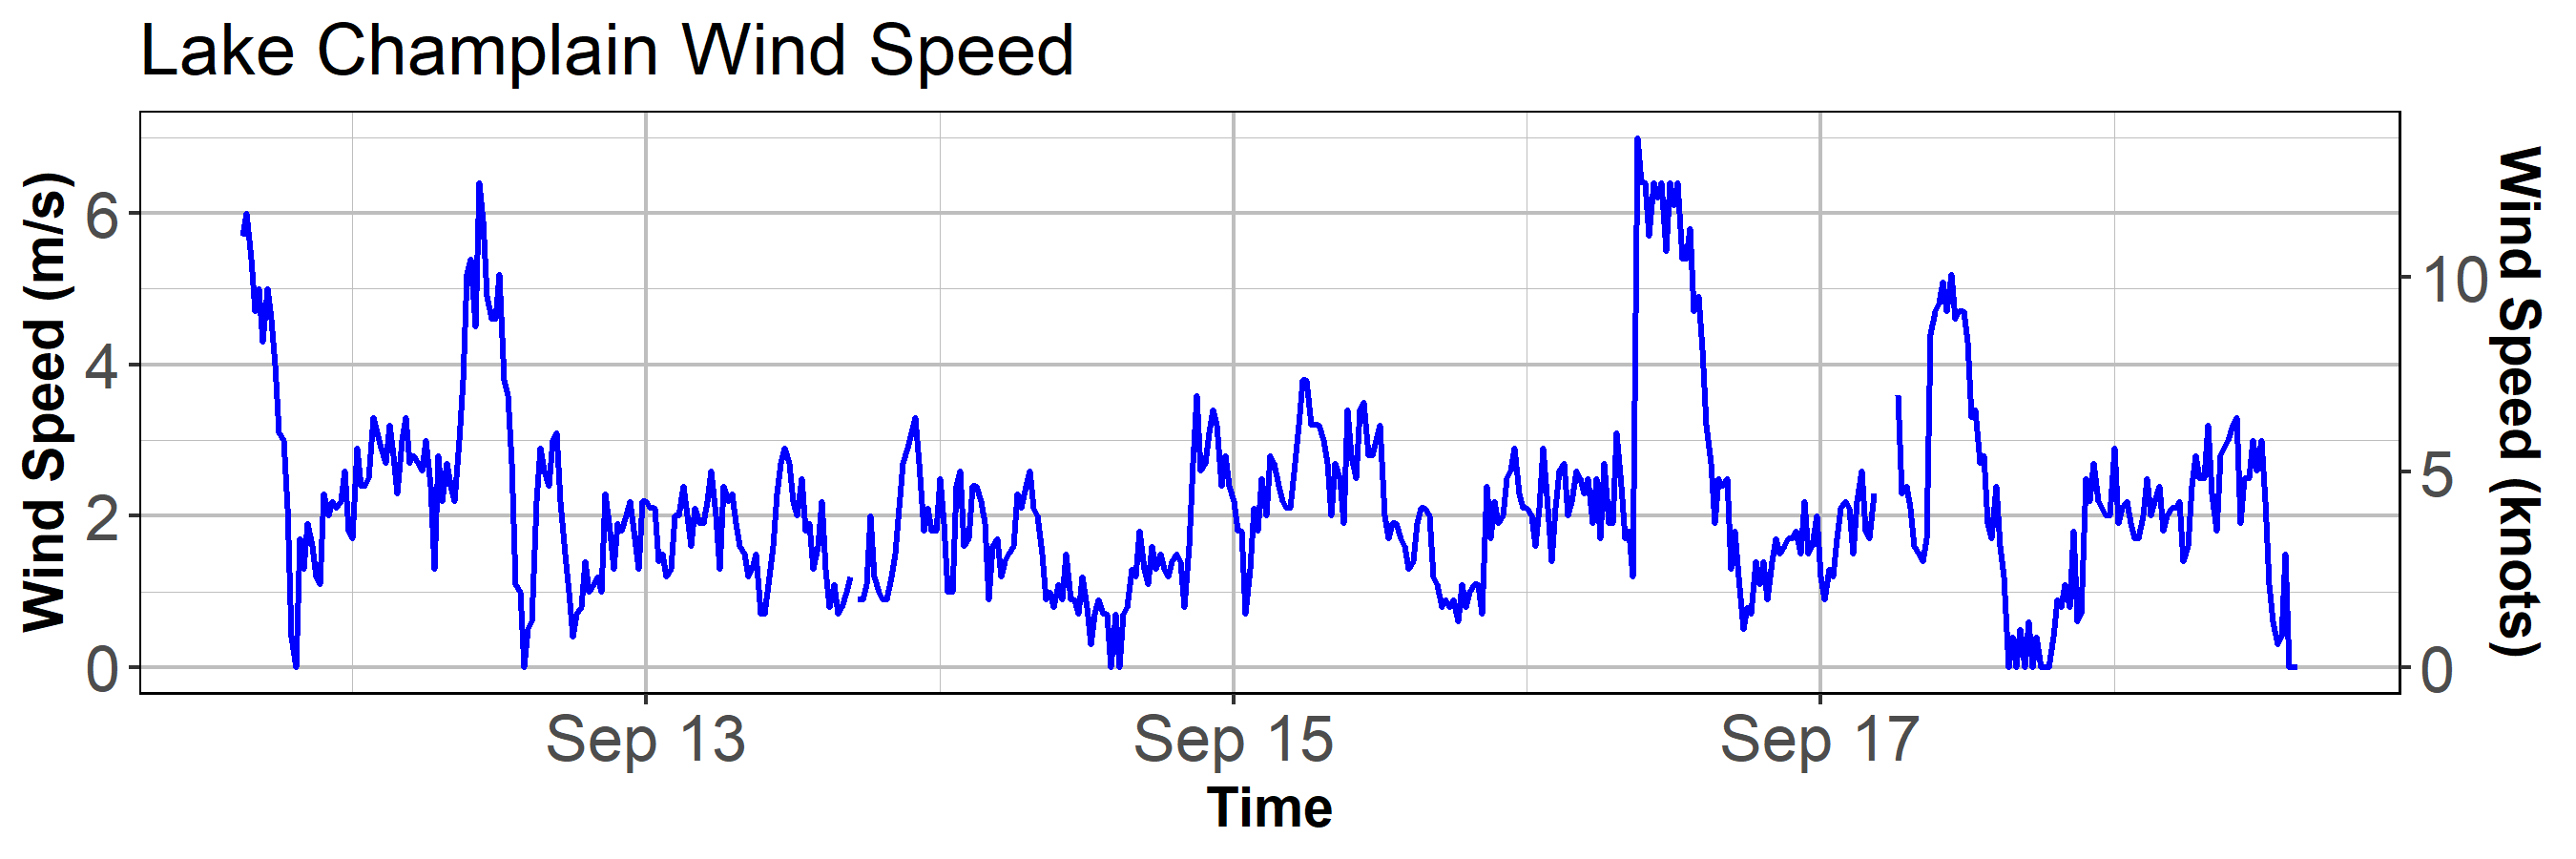 Lake Champlain Wind Speed
Wind Speed (m/s)
6
4
2
0
Wind Speed (knots)
10
5
0
Sep 13
Sep 15
Sep 17
Time